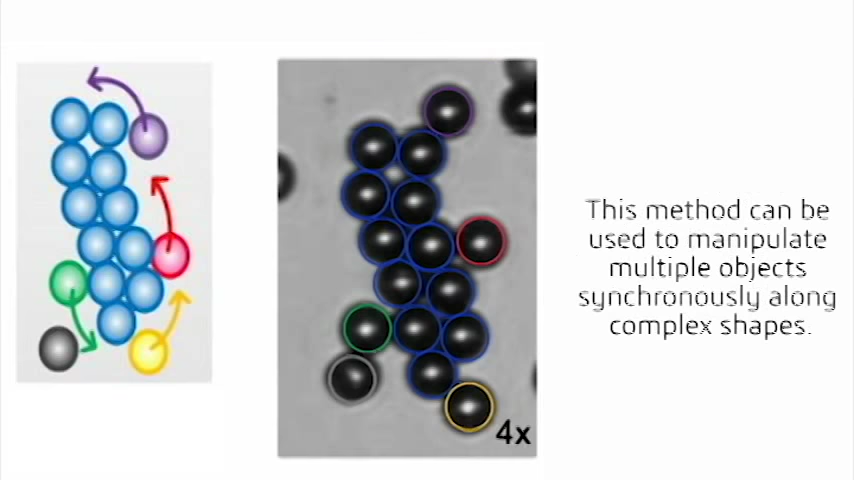 This method can be
used to manipulate
multiple objects
synchronously along
complex shapes.
4x